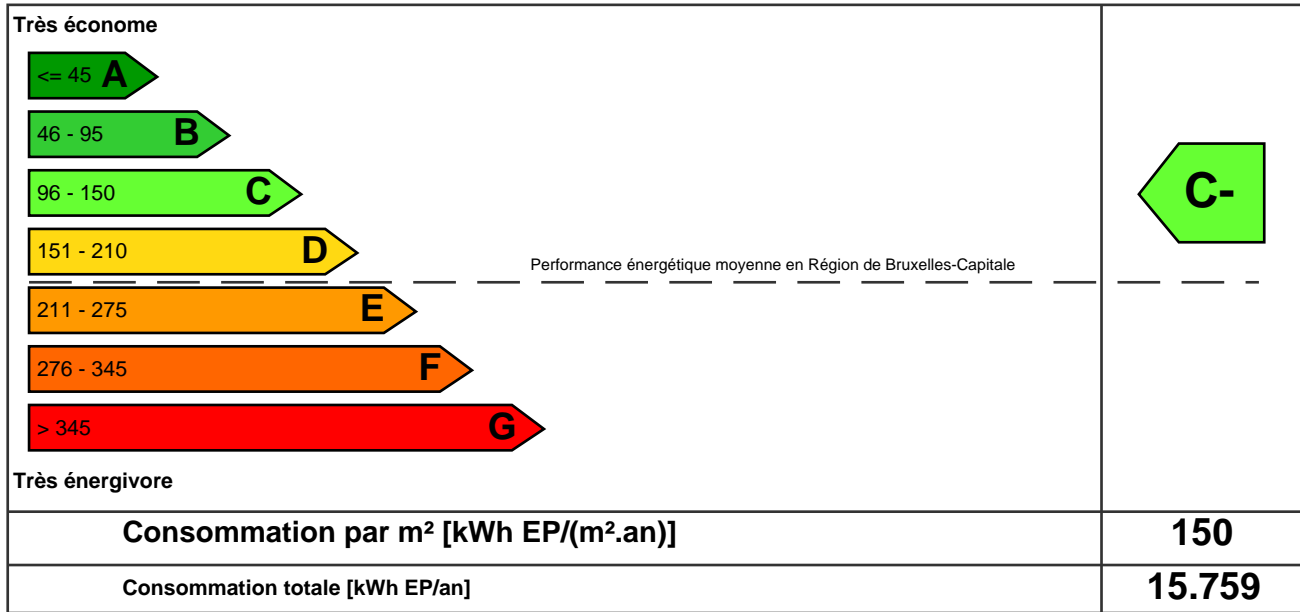 Très économe
<= 45 A
46 - 95 B
96 - 150 C
C-
151 - 210 D
Performance énergétique moyenne en Région de Bruxelles-Capitale
211 - 275 E
276 - 345 F
> 345 G
Très énergivore
Consommation par m² [kWh EP/(m².an)] 150
Consommation totale [kWh EP/an] 15.759